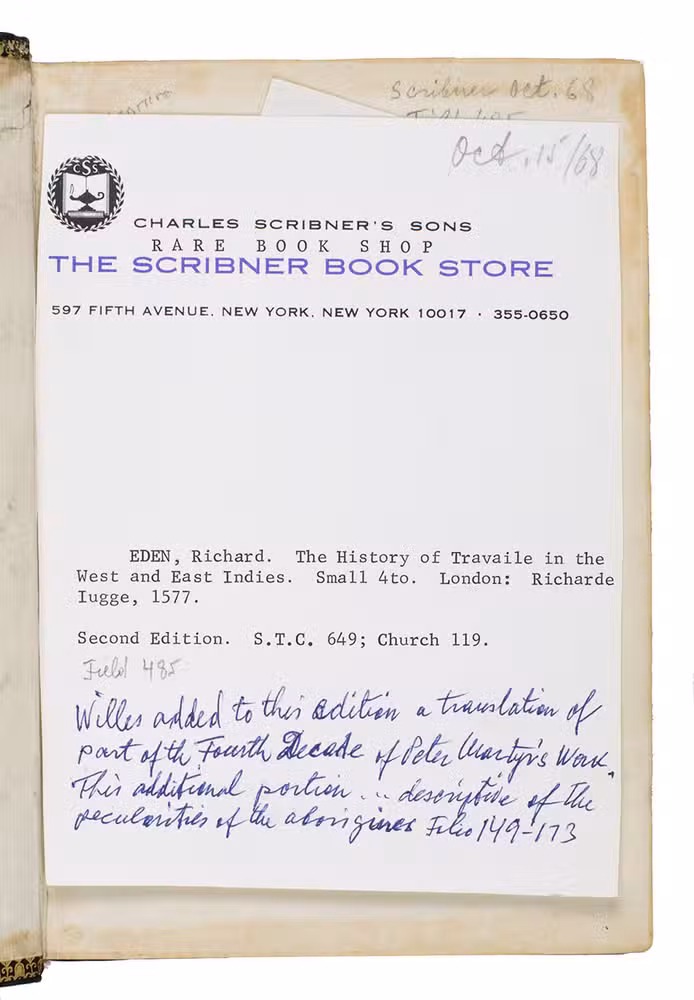 Scribner Oct. 68
Oct. 15/68
CSS
CHARLES SCRIBNER'S SONS
RARE BOOK SHOP
THE SCRIBNER BOOK STORE
597 FIFTH AVENUE, NEW YORK, NEW YORK 10017 · 355-0650
EDEN, Richard. The History of Travaile in the
West and East Indies. Small 4to. London: Richarde
Iugge, 1577.
Second Edition. S.T.C. 649; Church 119.
Field 485
Willes added to this edition a translation of
part of th Fourth Decade of Peter Martyr's Work.
This additional portion ... descriptive of the
pecularities of the aborigines Folio 149-173